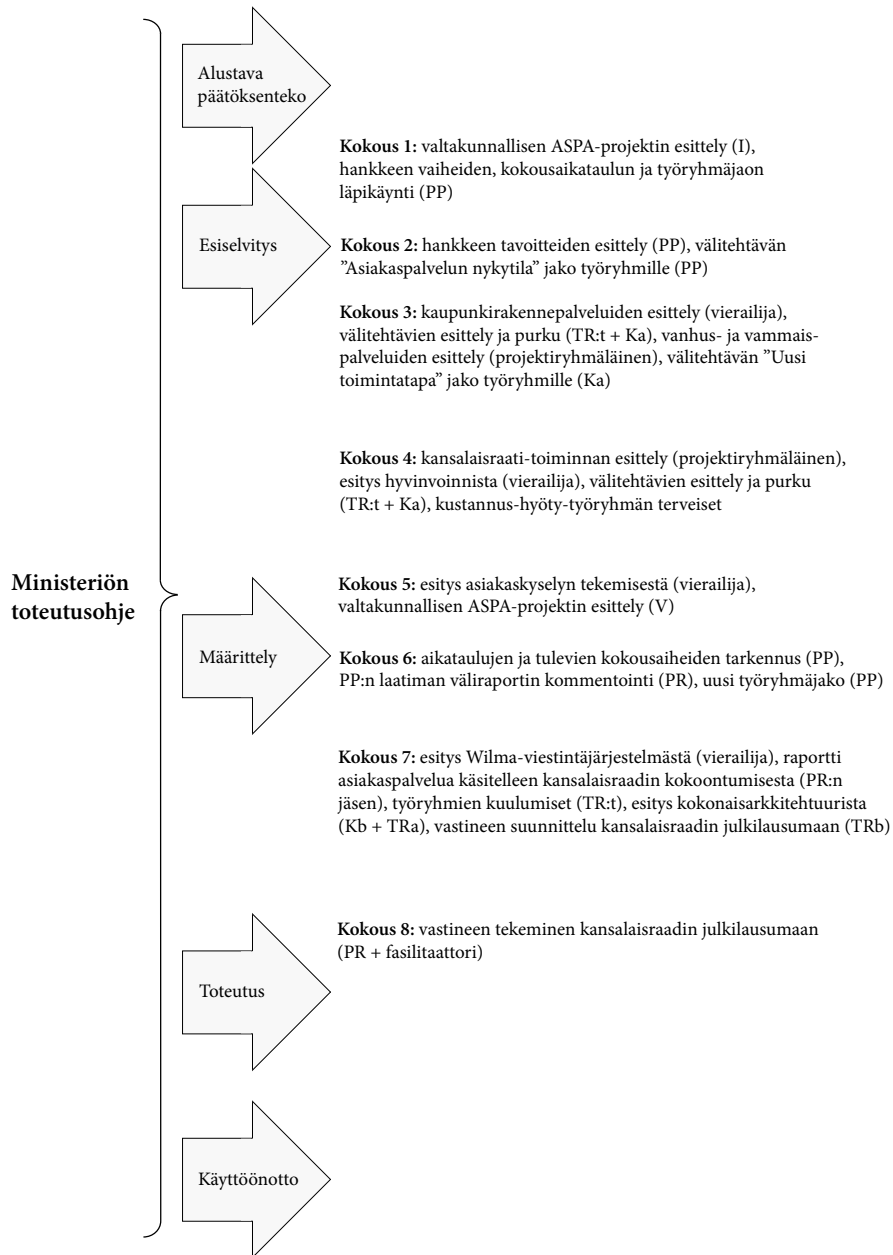 Alustava
päätöksenteko
Kokous 1: valtakunnallisen ASPA-projektin esittely (I),
hankkeen vaiheiden, kokousaikataulun ja työryhmäjaon
läpikäynti (PP)
Esiselvitys
Kokous 2: hankkeen tavoitteiden esittely (PP), välitehtävän
”Asiakaspalvelun nykytila” jako työryhmille (PP)
Kokous 3: kaupunkirakennepalveluiden esittely (vierailija),
välitehtävien esittely ja purku (TR:t + Ka), vanhus- ja vammais-
palveluiden esittely (projektiryhmäläinen), välitehtävän ”Uusi
toimintatapa” jako työryhmille (Ka)
Kokous 4: kansalaisraati-toiminnan esittely (projektiryhmäläinen),
esitys hyvinvoinnista (vierailija), välitehtävien esittely ja purku
(TR:t + Ka), kustannus-hyöty-työryhmän terveiset
Ministeriön
toteutusohje
Kokous 5: esitys asiakaskyselyn tekemisestä (vierailija),
valtakunnallisen ASPA-projektin esittely (V)
Määrittely
Kokous 6: aikataulujen ja tulevien kokousaiheiden tarkennus (PP),
PP:n laatiman väliraportin kommentointi (PR), uusi työryhmäjako (PP)
Kokous 7: esitys Wilma-viestintäjärjestelmästä (vierailija), raportti
asiakaspalvelua käsitelleen kansalaisraadin kokoontumisesta (PR:n
jäsen), työryhmien kuulumiset (TR:t), esitys kokonaisarkkitehtuurista
(Kb + TRa), vastineen suunnittelu kansalaisraadin julkilausumaan (TRb)
Kokous 8: vastineen tekeminen kansalaisraadin julkilausumaan
(PR + fasilitaattori)
Toteutus
Käyttöönotto